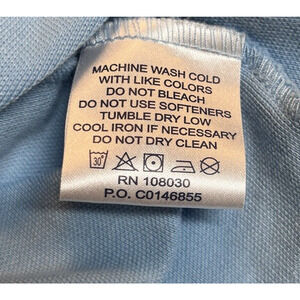 MACHINE WASH COLD
WITH LIKE COLORS
DO NOT BLEACH
DO NOT USE SOFTENERS
TUMBLE DRY LOW
COOL IRON IF NECESSARY
DO NOT DRY CLEAN
30°
RN 108030
P.O. C0146855